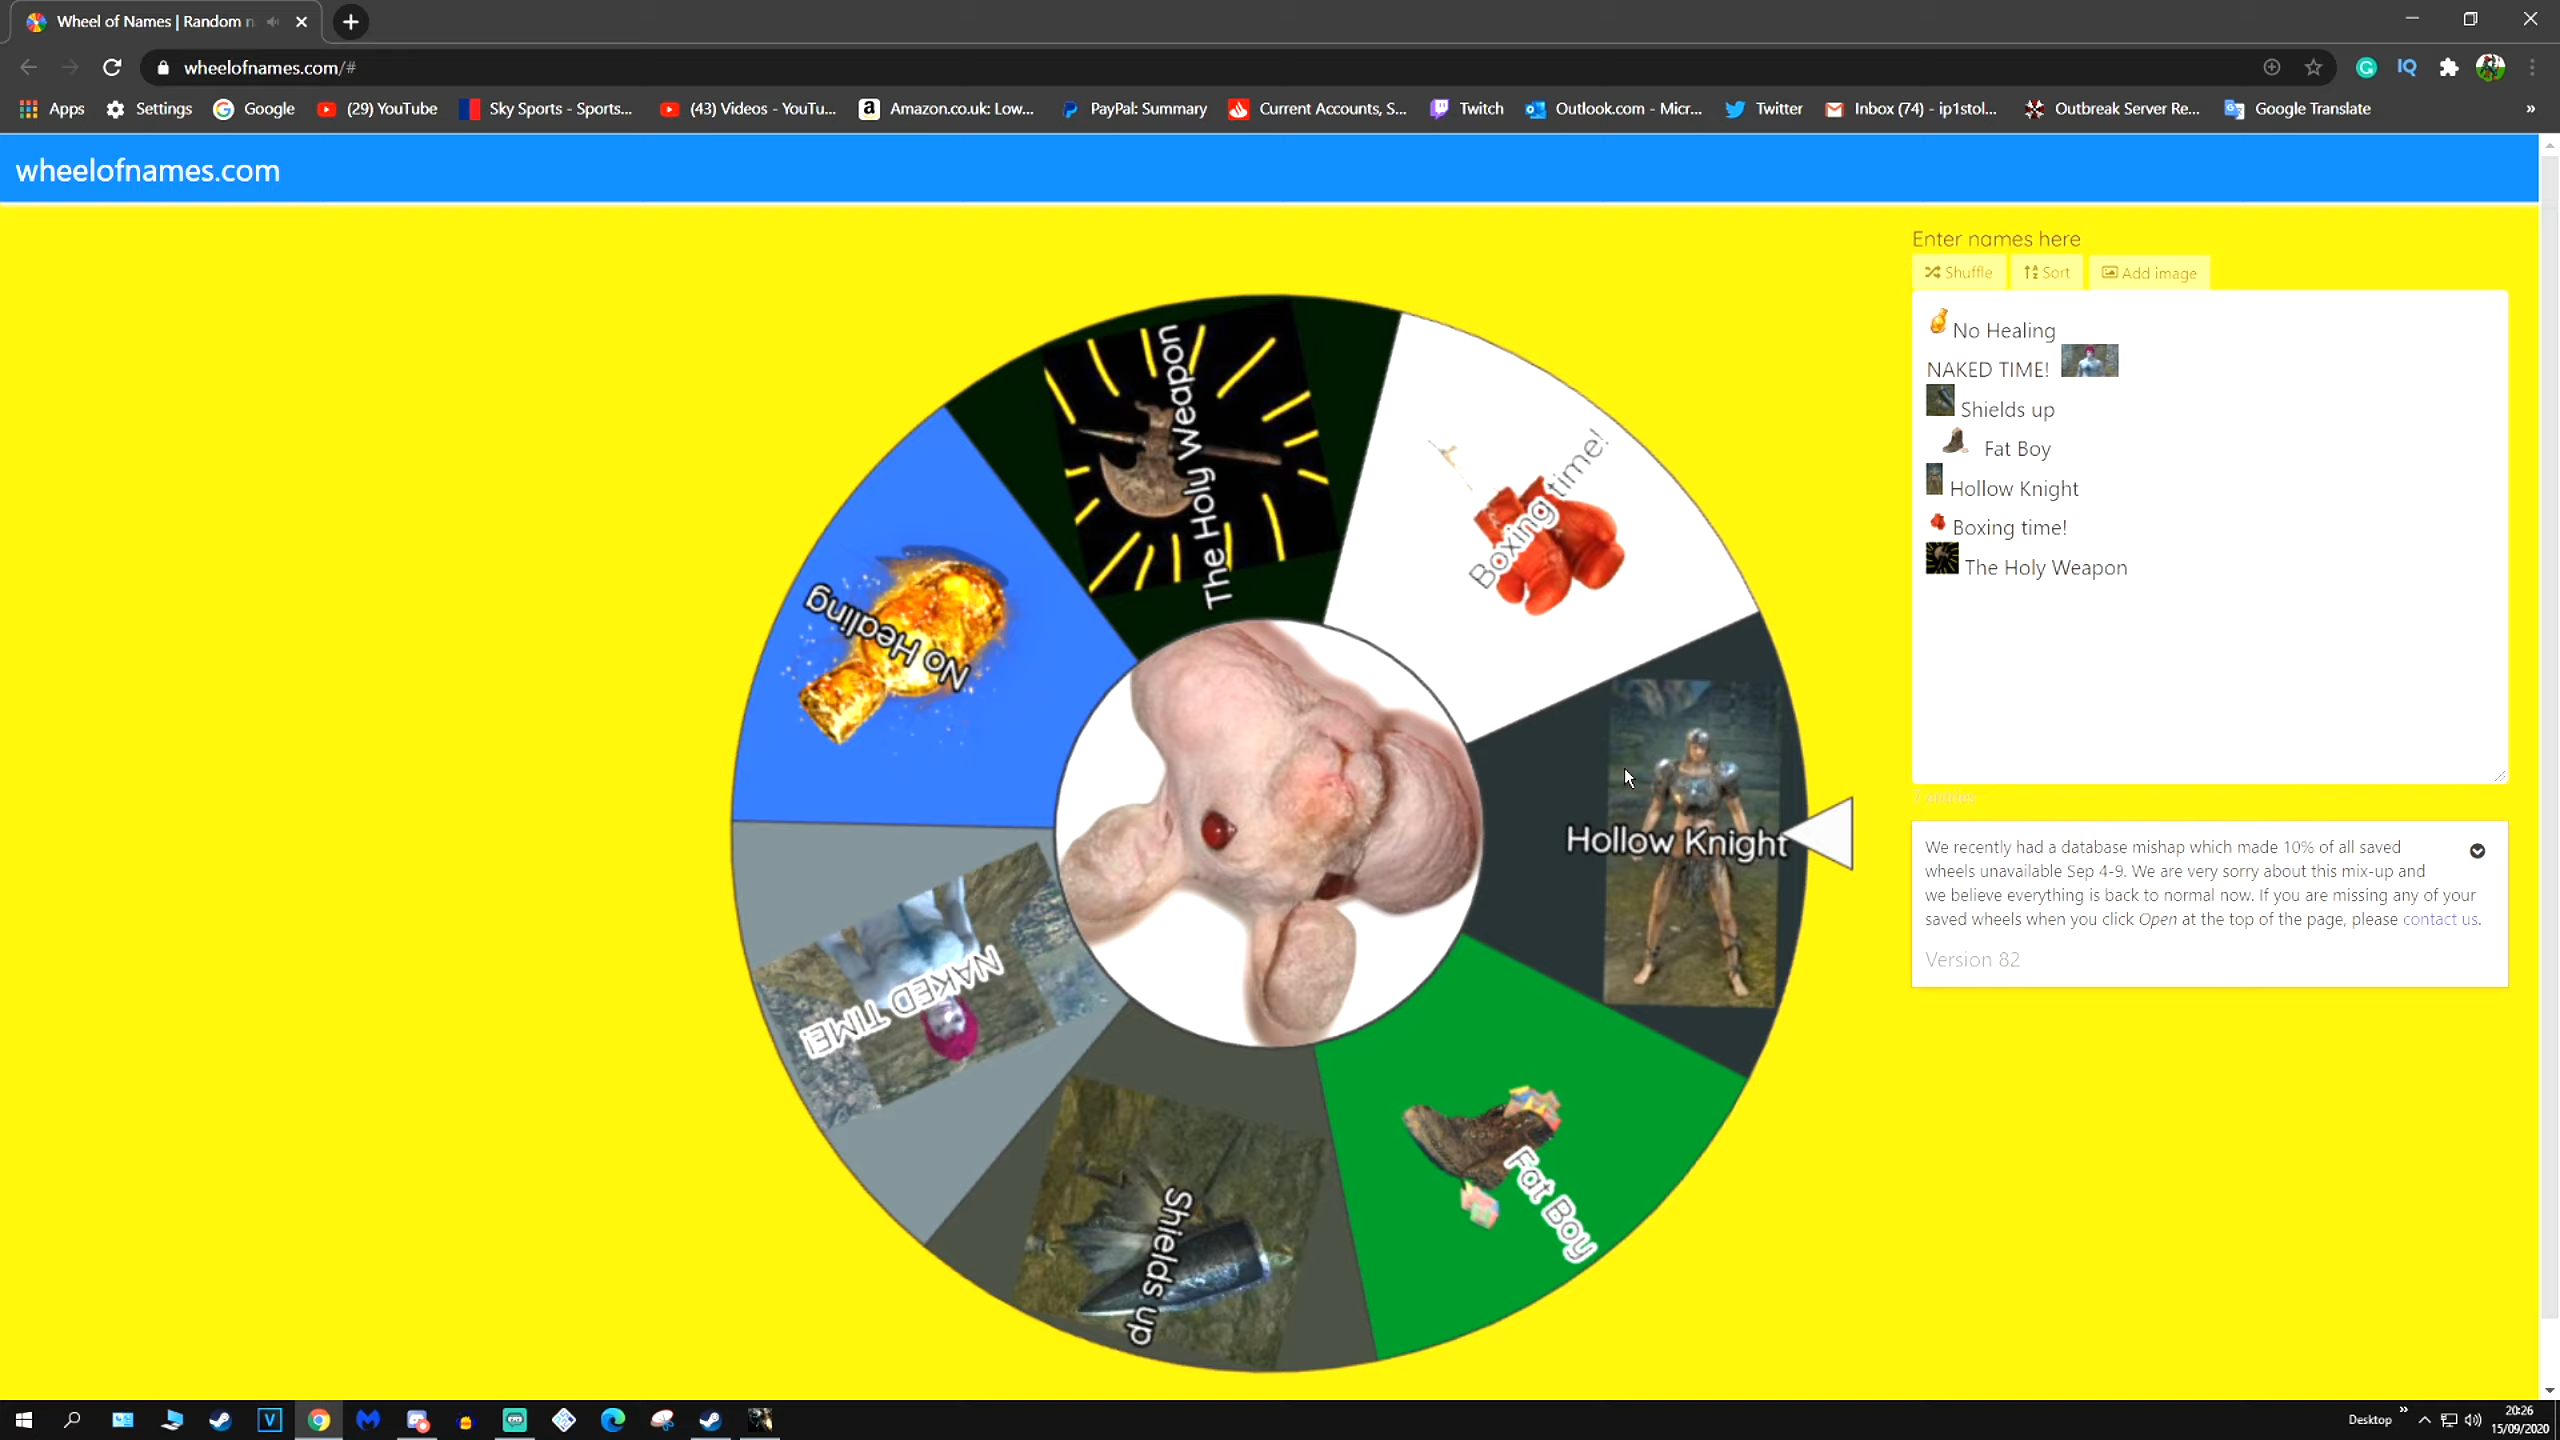 Wheel of Names | Random n
wheelofnames.com/#
Apps
Settings
Google
(29) YouTube
Sky Sports - Sports...
(43) Videos - YouTu...
Amazon.co.uk: Low...
PayPal: Summary
Current Accounts, S...
Twitch
Outlook.com - Micr...
Twitter
Inbox (74) - ip1stol...
Outbreak Server Re...
Google Translate
»
wheelofnames.com
Enter names here
Shuffle
Sort
Add image
No Healing
NAKED TIME!
Shields up
Fat Boy
Hollow Knight
Boxing time!
The Holy Weapon
The Holy Weapon
Boxing time!
No Healing
Hollow Knight
NAKED TIME!
Fat Boy
Shields up
We recently had a database mishap which made 10% of all saved
wheels unavailable Sep 4-9. We are very sorry about this mix-up and
we believe everything is back to normal now. If you are missing any of your
saved wheels when you click Open at the top of the page, please contact us.
Version 82
Desktop
»
20:26
15/09/2020